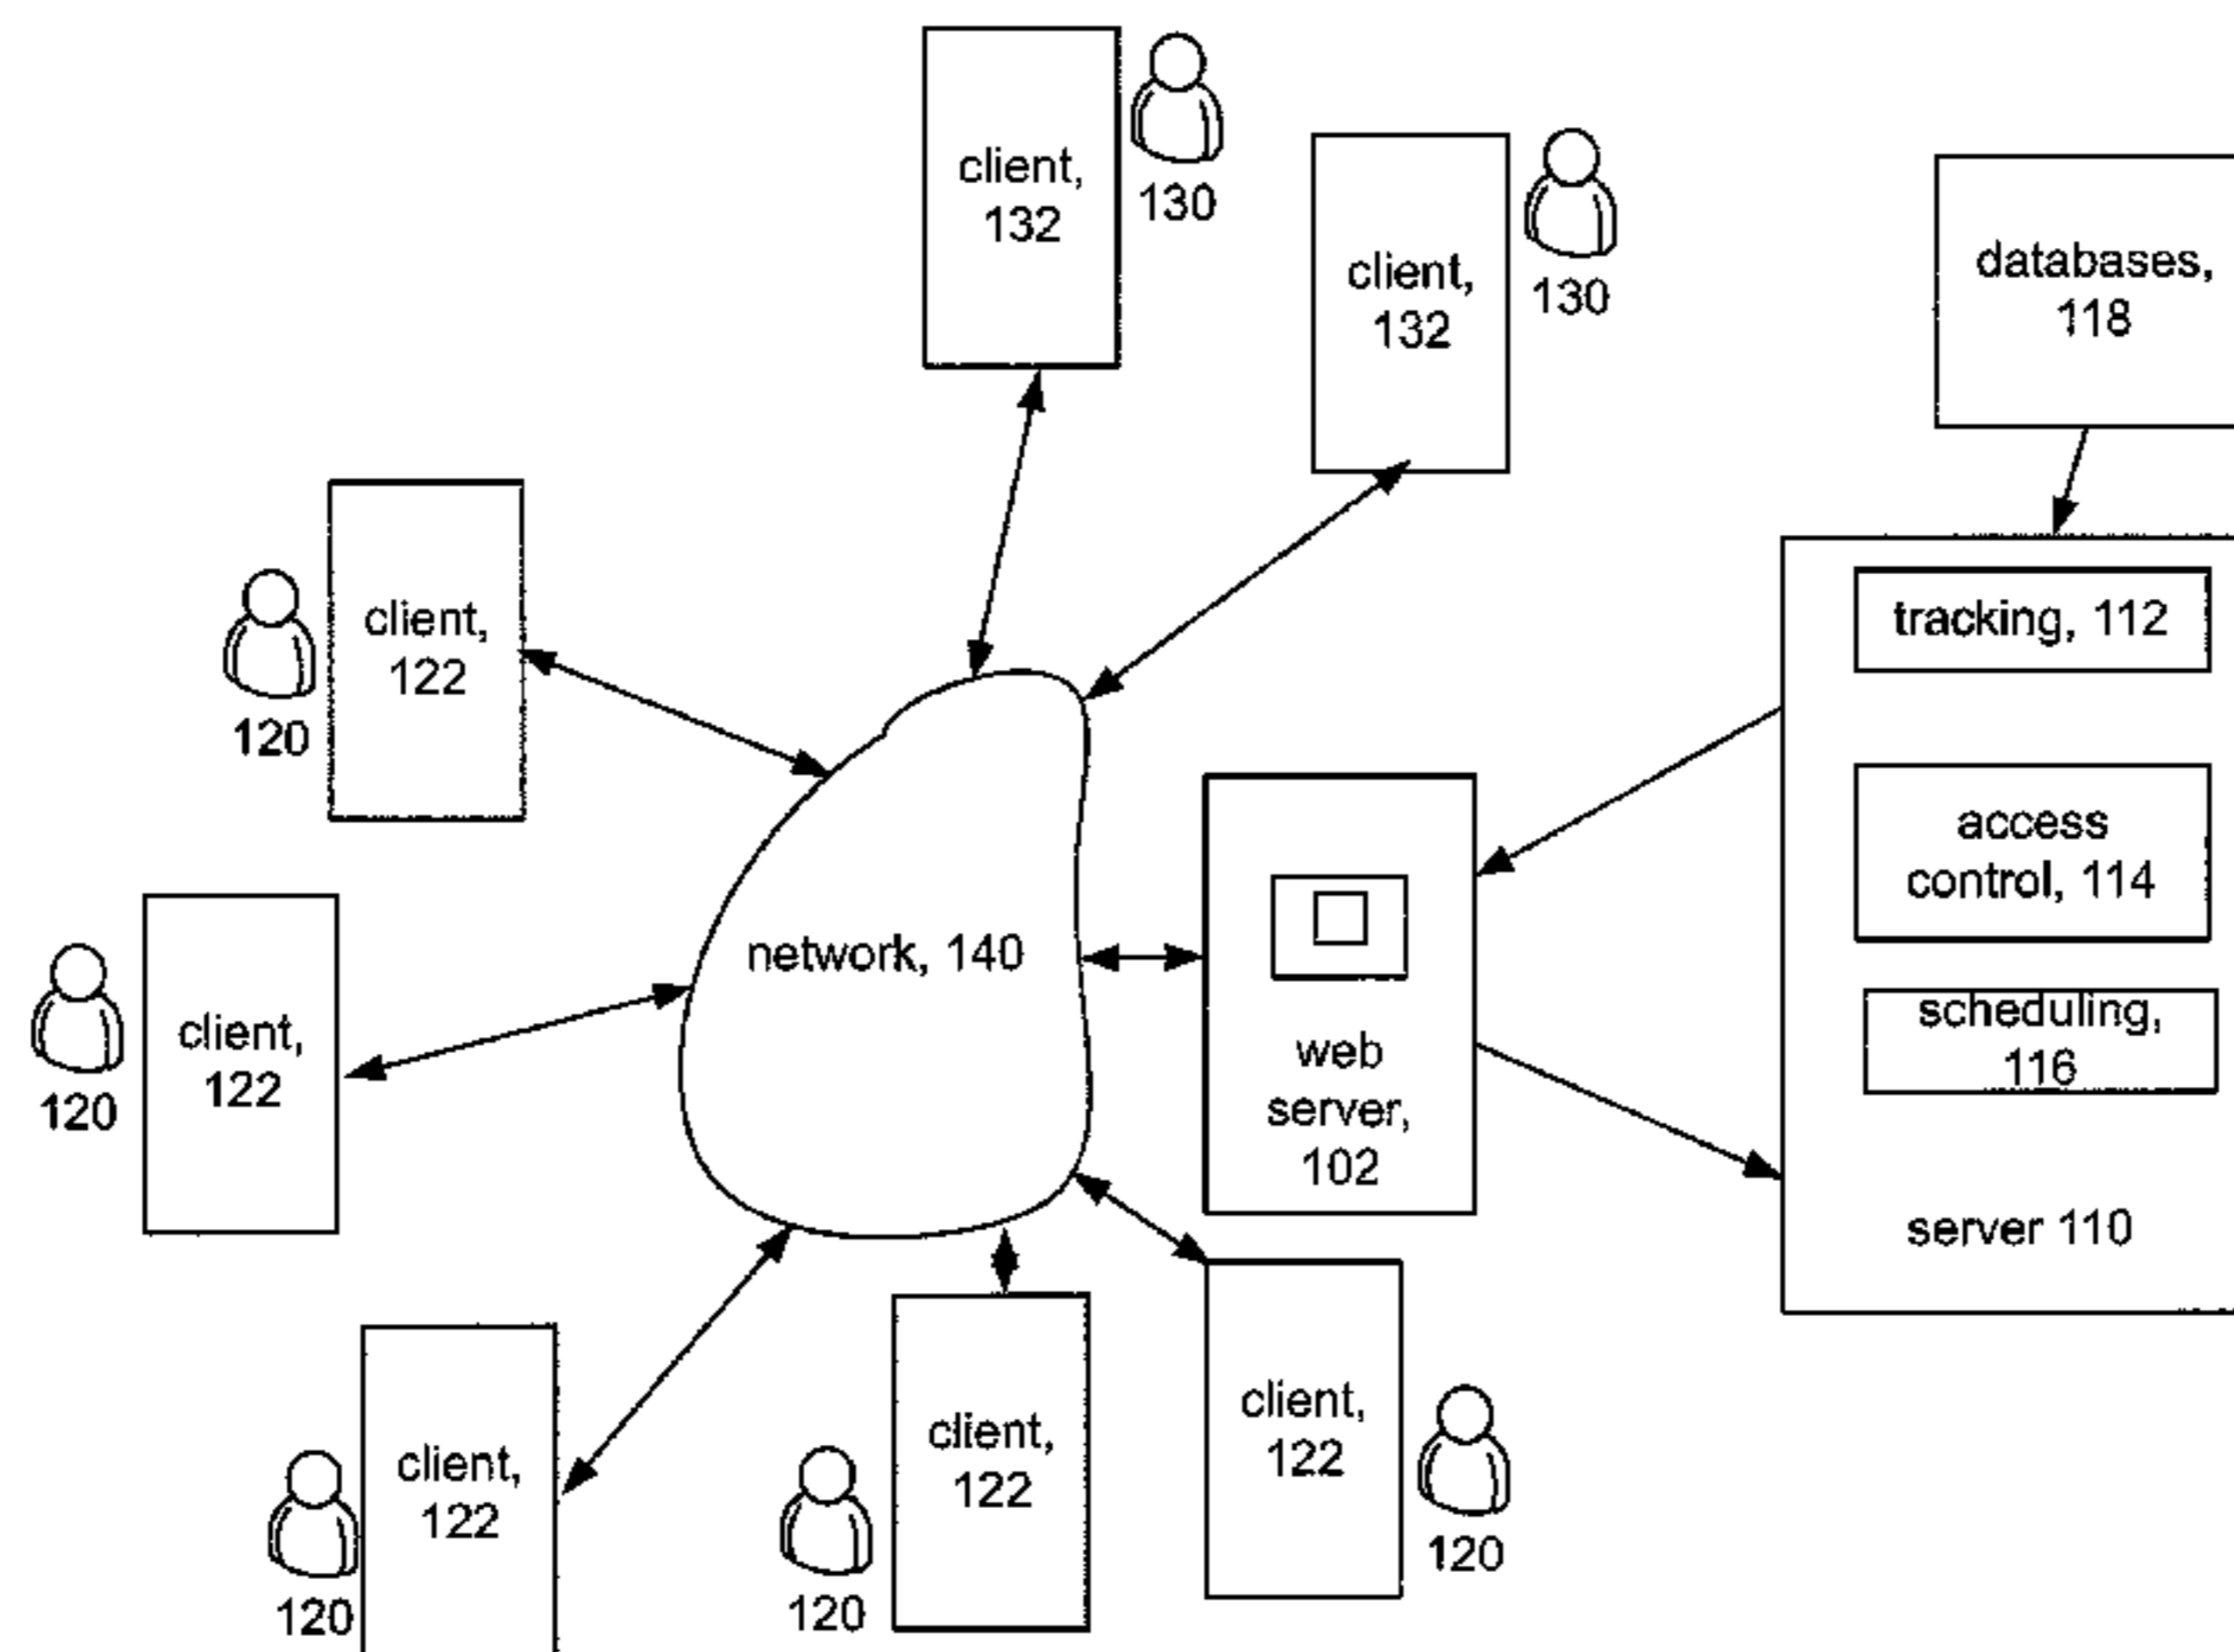 client,
132
130
client,
132
130
databases,
118
client,
122
120
tracking, 112
access
control, 114
scheduling,
116
server 110
network, 140
web
server,
102
client,
122
120
client,
122
120
client,
122
120
client,
122
120